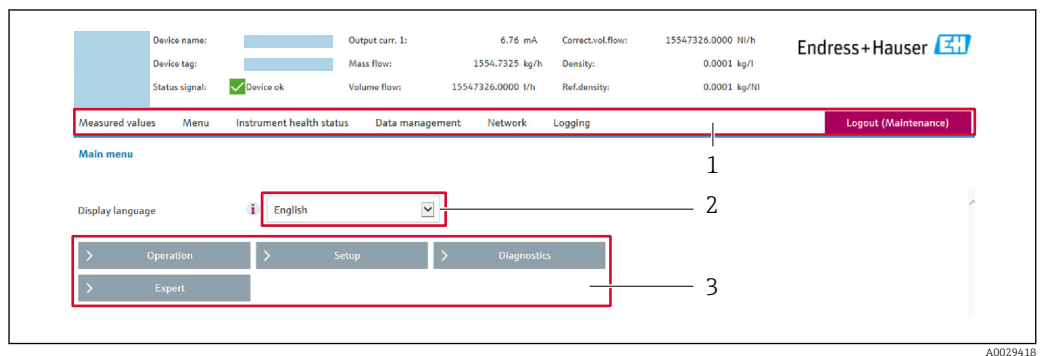 Device name: Output curr. 1: 6.76 mA Correct.vol.flow: 15547326.0000 Nl/h
Endress+Hauser EH
Device tag: Mass flow: 1554.7325 kg/h Density: 0.0001 kg/l
Status signal: Device ok Volume flow: 15547326.0000 l/h Ref.density: 0.0001 kg/Nl
Measured values Menu Instrument health status Data management Network Logging Logout (Maintenance)
1
Main menu
Display language i English 2
> Operation > Setup > Diagnostics
> Expert 3
A0029418